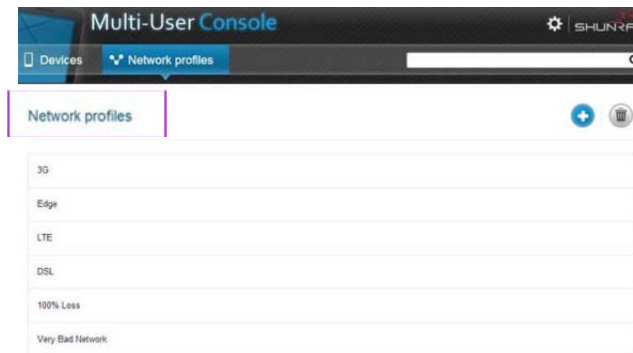 Multi-User Console
Devices Network profiles
Network profiles
3G
Edge
LTE
DSL
100% Loss
Very Bad Network